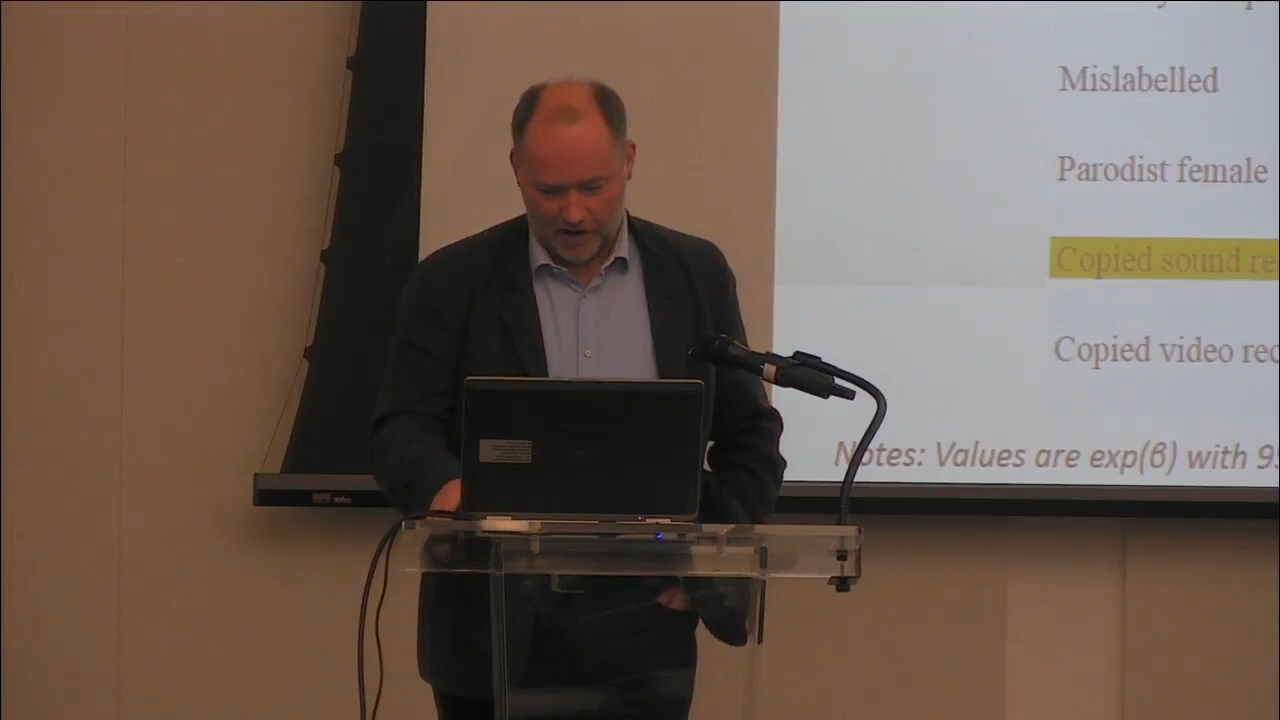 Mislabelled
Parodist female
Copied sound re
Copied video rec
Notes: Values are exp(β) with 9